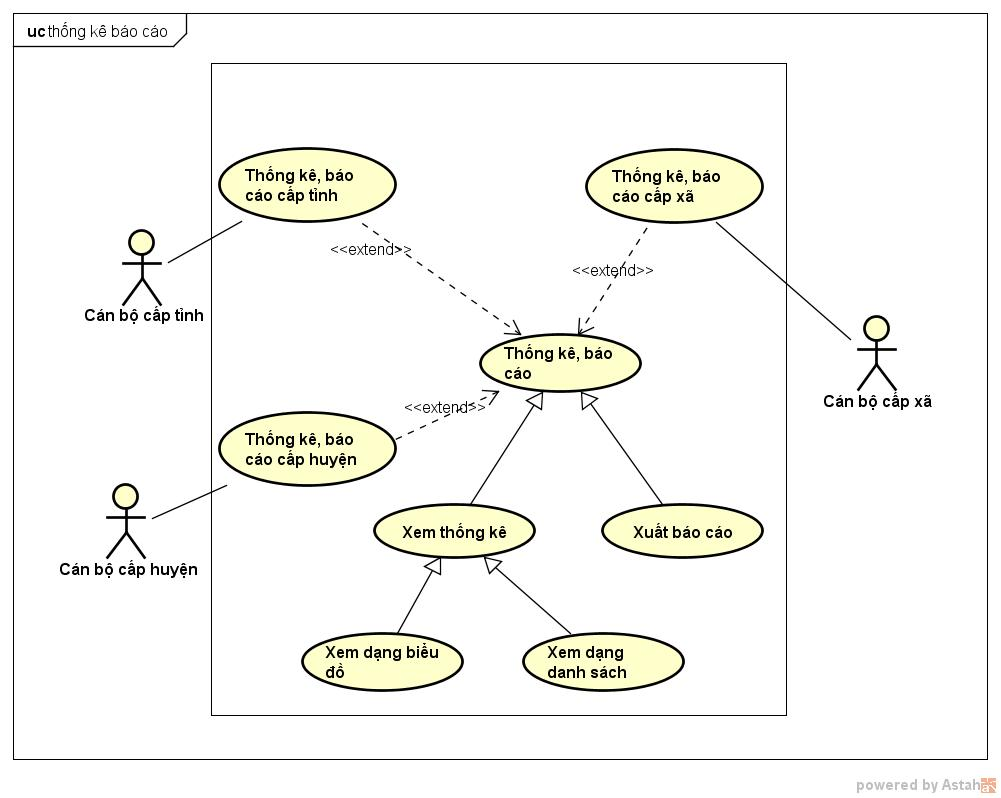 uc thống kê báo cáo
Thống kê, báo
cáo cấp tỉnh
Thống kê, báo
cáo cấp xã
<<extend>>
<<extend>>
Cán bộ cấp tỉnh
Thống kê, báo
cáo
Cán bộ cấp xã
<<extend>>
Thống kê, báo
cáo cấp huyện
Xem thống kê
Xuất báo cáo
Cán bộ cấp huyện
Xem dạng biểu
đồ
Xem dạng
danh sách
powered by Astah